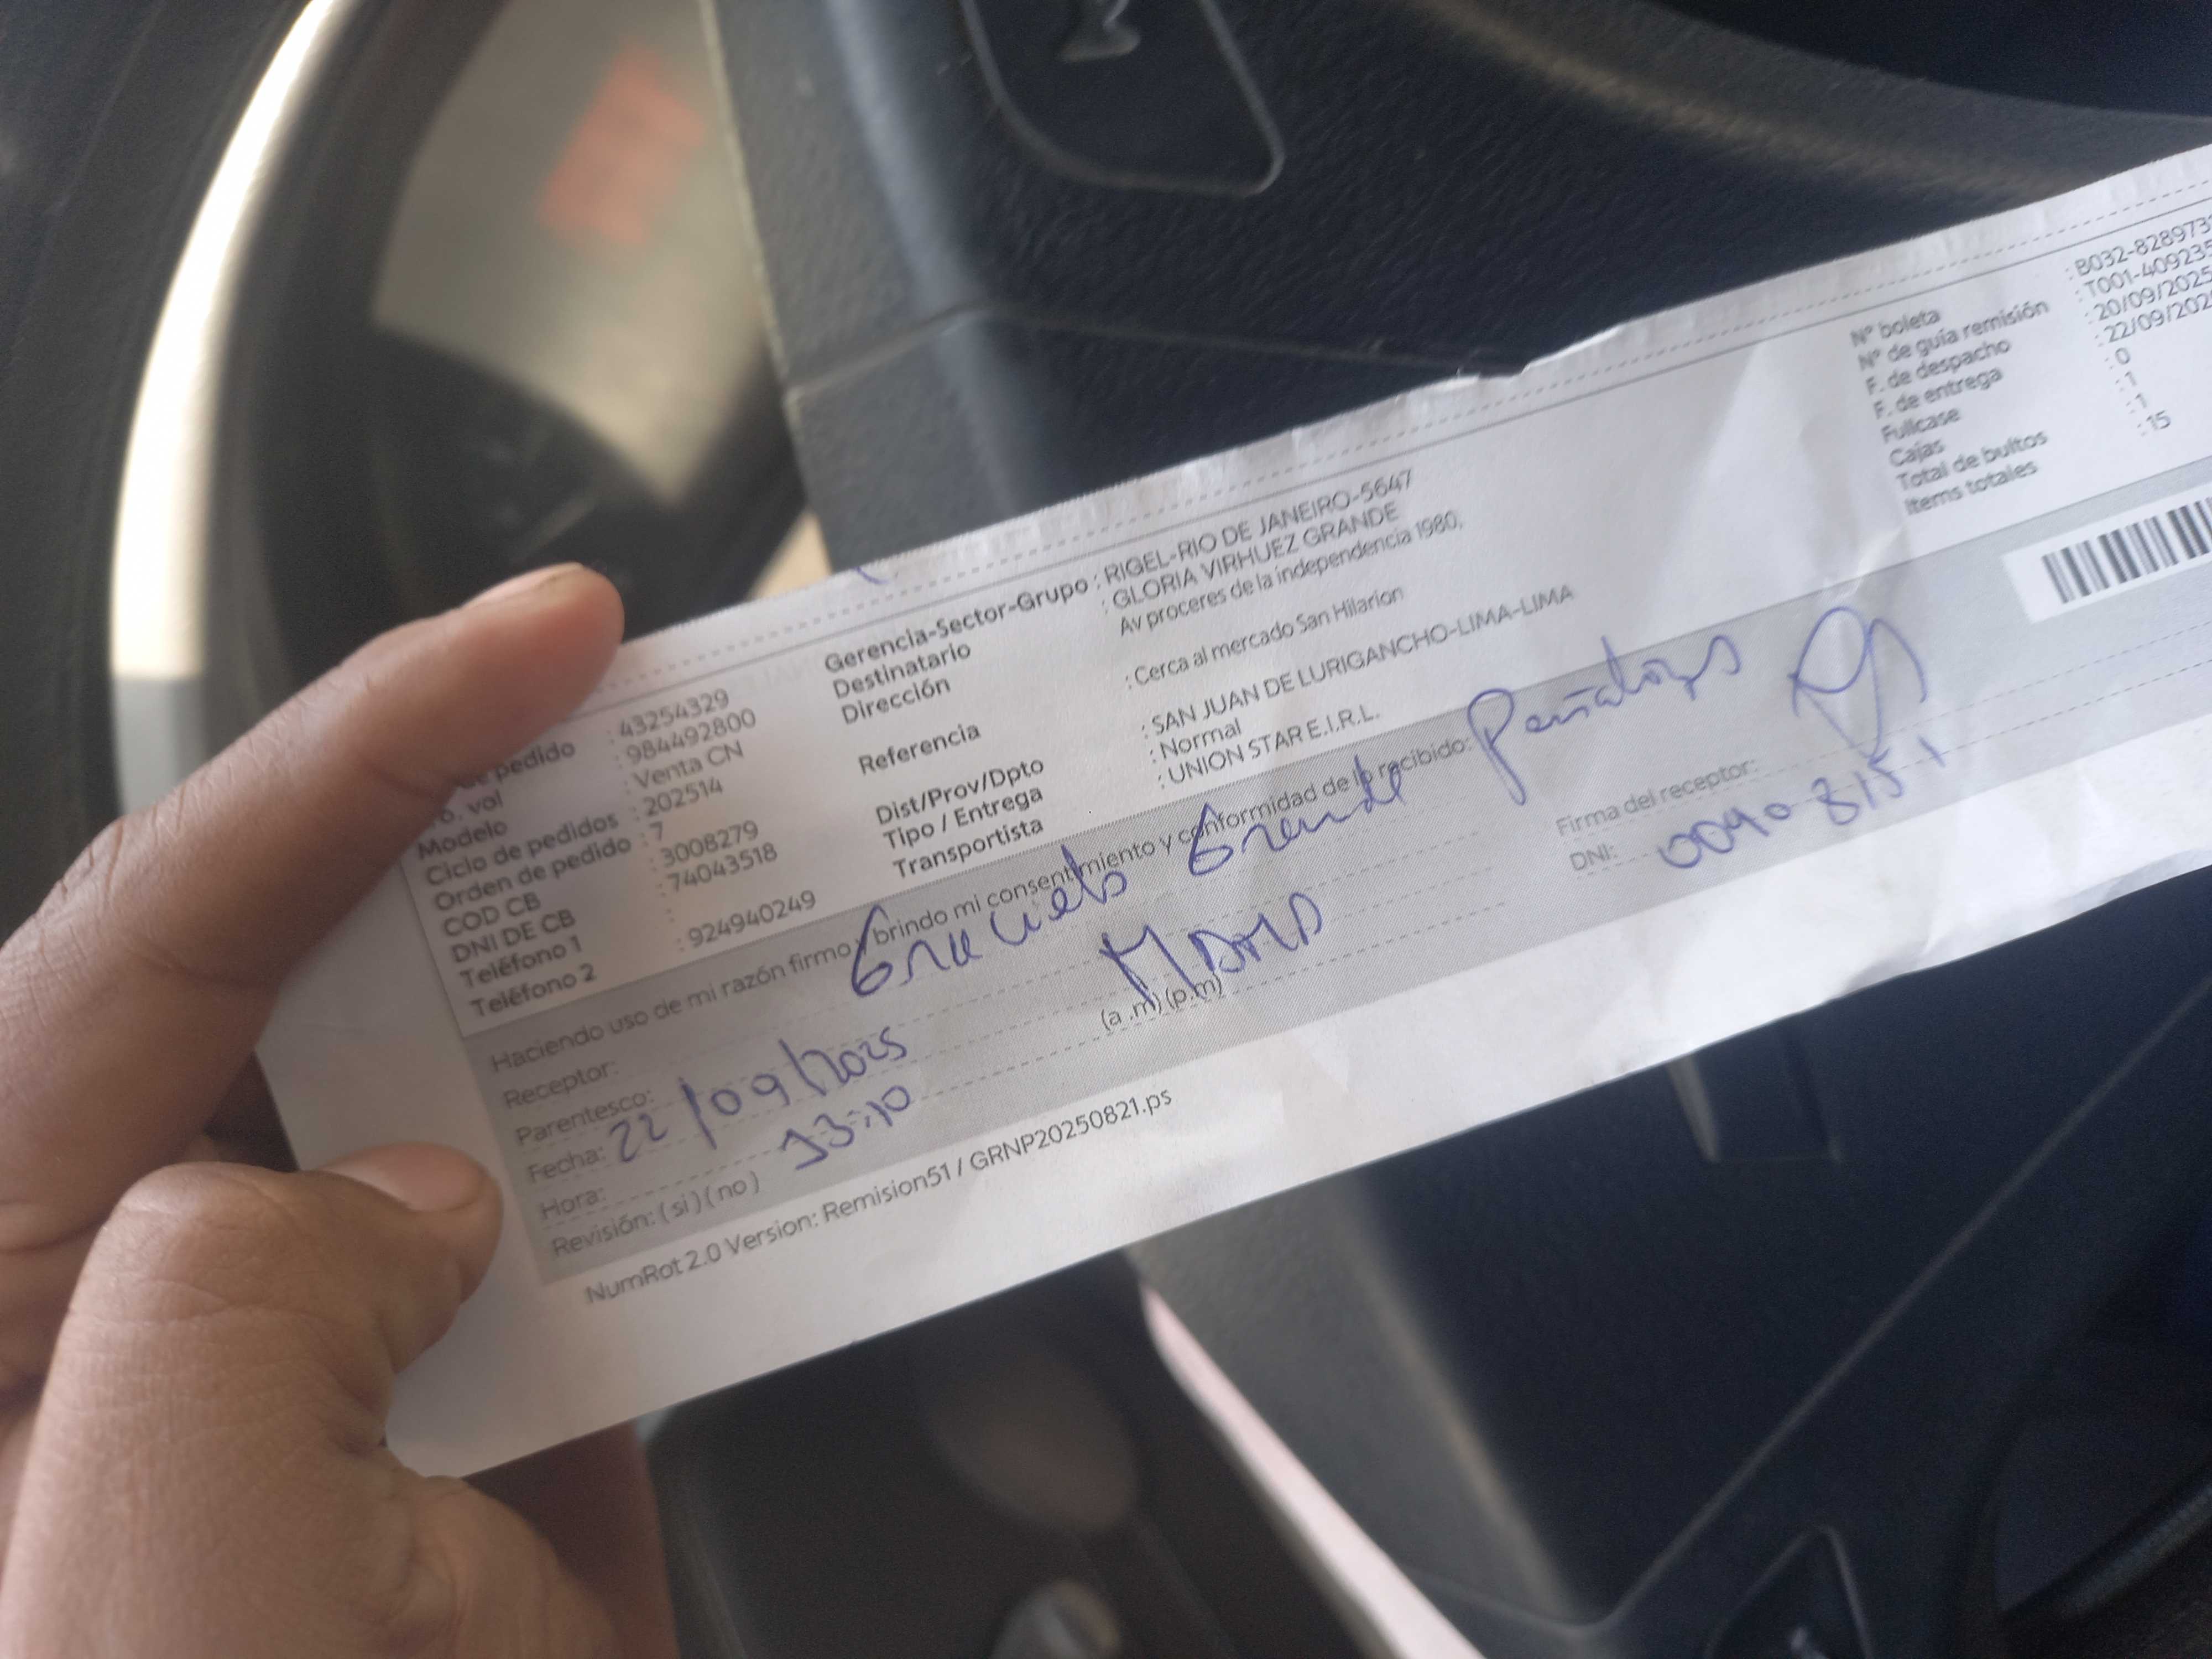 de pedido : 43254329
o. vol : 984492800
Modelo : Venta CN
Ciclo de pedidos : 202514
Orden de pedido : 7
COD CB : 3008279
DNI DE CB : 74043518
Teléfono 1 :
Teléfono 2 : 924940249
Gerencia-Sector-Grupo : RIGEL-RIO DE JANEIRO-5647
Destinatario : GLORIA VIRHUEZ GRANDE
Dirección Av proceres de la independencia 1980,
Referencia : Cerca al mercado San Hilarion
Dist/Prov/Dpto : SAN JUAN DE LURIGANCHO-LIMA-LIMA
Tipo / Entrega : Normal
Transportista : UNION STAR E.I.R.L.
Nº boleta : B032-828973
Nº de guía remisión : T001-409235
F. de despacho : 20/09/2025
F. de entrega : 22/09/202
Fullcase : 0
Cajas : 1
Total de bultos : 1
Items totales : 15
Haciendo uso de mi razón firmo y brindo mi consentimiento y conformidad de lo recibido:
Receptor: Grande
Parentesco:
Fecha: 22/09/2025
Hora: 13:10 (a .m) (p.m)
Revisión: ( si ) ( no )
Firma del receptor:
DNI:
NumRot 2.0 Version: Remision51 / GRNP20250821.ps